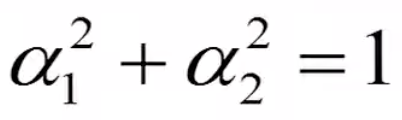 α₁² + α₂² = 1